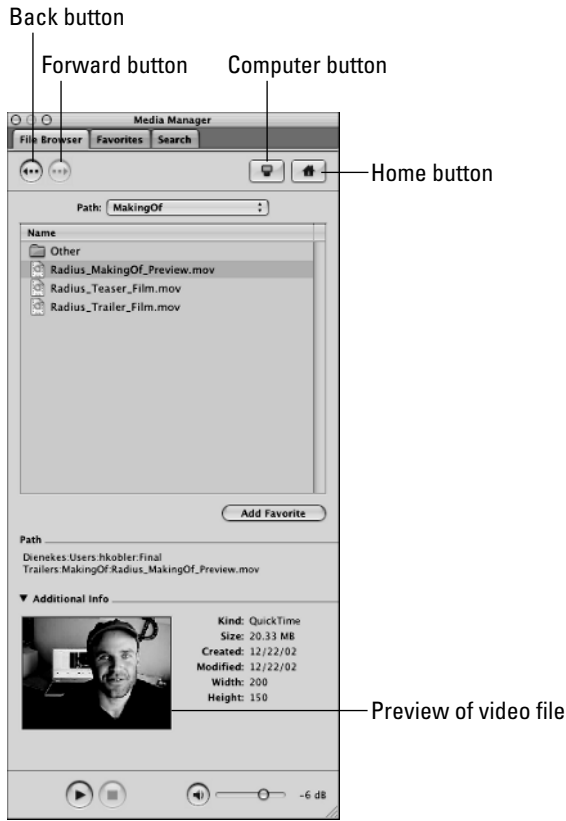 Back button
Forward button
Computer button
Media Manager
File Browser
Favorites
Search
Home button
Path: MakingOf
Name
Other
Radius_MakingOf_Preview.mov
Radius_Teaser_Film.mov
Radius_Trailer_Film.mov
Add Favorite
Path
Dienekes:Users:hkobler:Final
Trailers:MakingOf:Radius_MakingOf_Preview.mov
Additional Info
Kind: QuickTime
Size: 20.33 MB
Created: 12/22/02
Modified: 12/22/02
Width: 200
Height: 150
Preview of video file
-6 dB